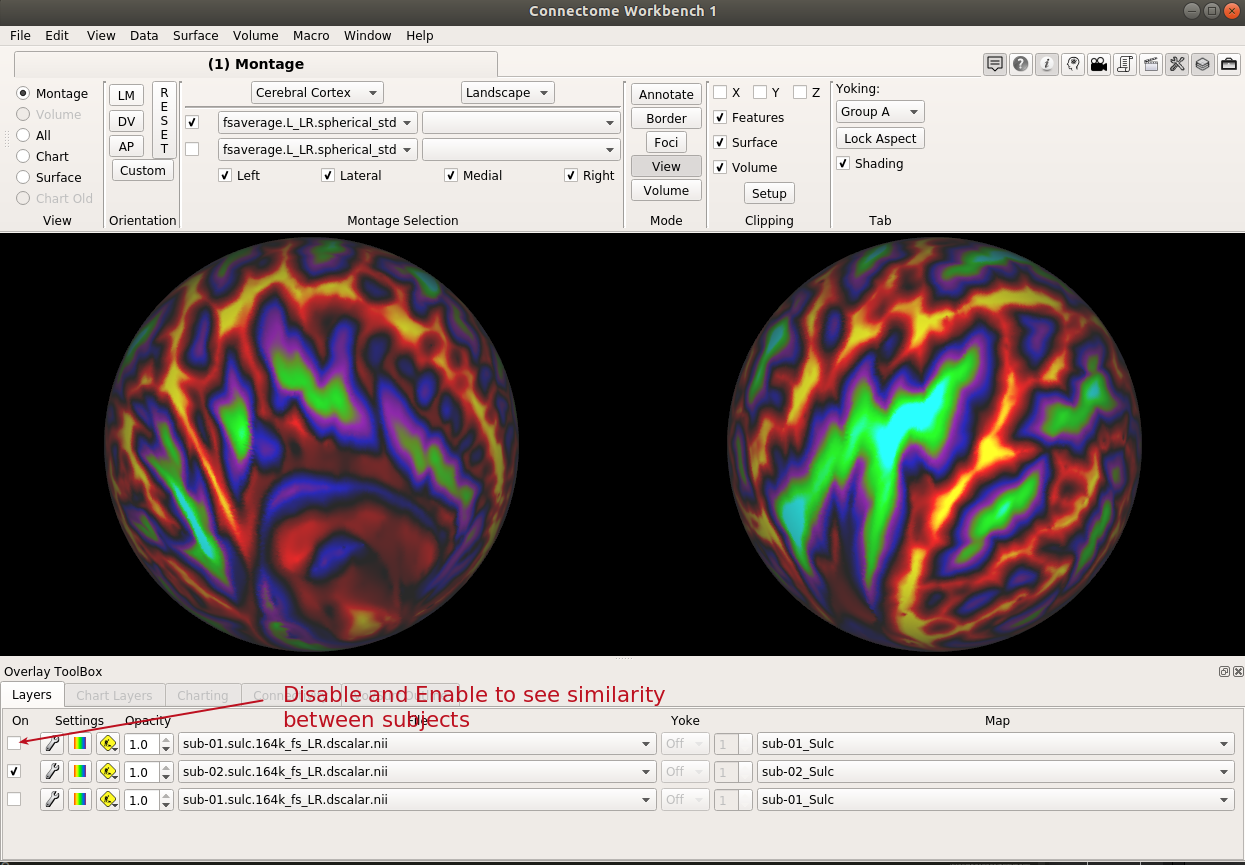 Connectome Workbench 1
File Edit View Data Surface Volume Macro Window Help
(1) Montage
Montage
Volume
All
Chart
Surface
Chart Old
View
LM
DV
AP
Custom
RESET
Orientation
Cerebral Cortex Landscape
fsaverage.L_LR.spherical_std
fsaverage.L_LR.spherical_std
Left Lateral Medial Right
Montage Selection
Annotate
Border
Foci
View
Volume
Mode
X Y Z
Features
Surface
Volume
Setup
Clipping
Yoking:
Group A
Lock Aspect
Shading
Tab
Overlay ToolBox
Layers Chart Layers Charting
Disable and Enable to see similarity
between subjects
On Settings Opacity File Yoke Map
1.0 sub-01.sulc.164k_fs_LR.dscalar.nii Off 1 sub-01_Sulc
1.0 sub-02.sulc.164k_fs_LR.dscalar.nii Off 1 sub-02_Sulc
1.0 sub-01.sulc.164k_fs_LR.dscalar.nii Off 1 sub-01_Sulc